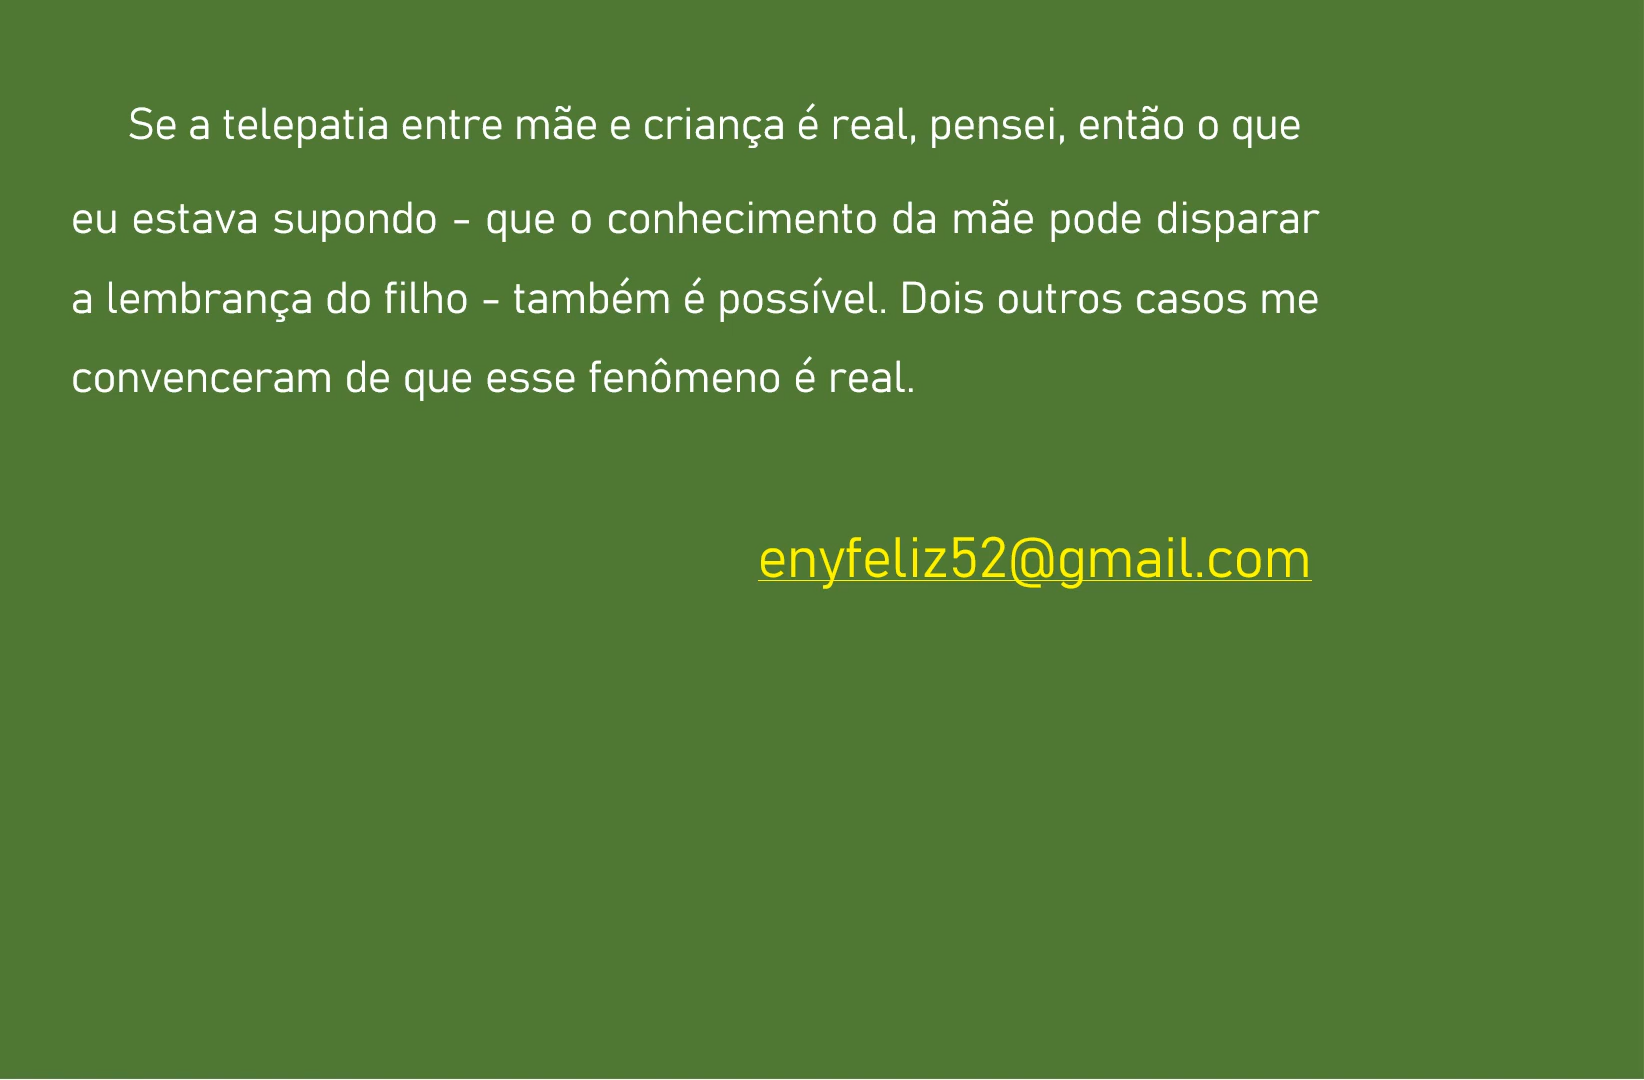 Se a telepatia entre mãe e criança é real, pensei, então o que
eu estava supondo - que o conhecimento da mãe pode disparar
a lembrança do filho - também é possível. Dois outros casos me
convenceram de que esse fenômeno é real.
enyfeliz52@gmail.com